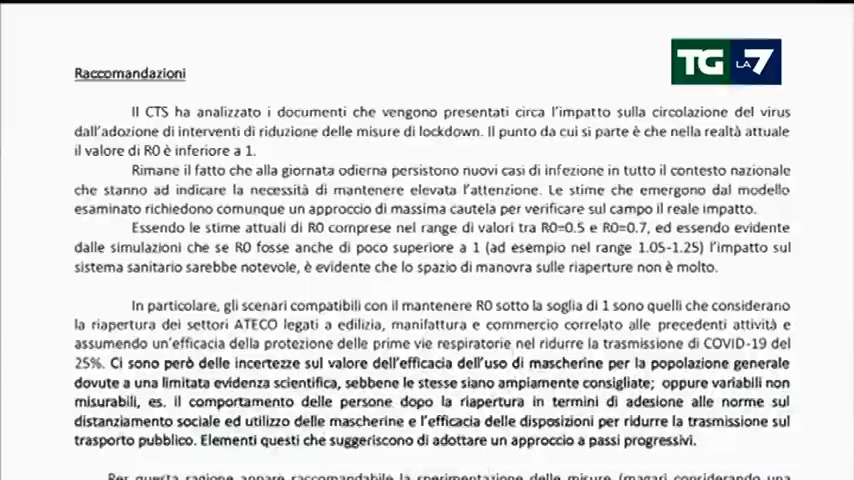 TG LA7
Raccomandazioni
Il CTS ha analizzato i documenti che vengono presentati circa l'impatto sulla circolazione del virus
dall'adozione di interventi di riduzione delle misure di lockdown. Il punto da cui si parte è che nella realtà attuale
il valore di R0 è inferiore a 1.
Rimane il fatto che alla giornata odierna persistono nuovi casi di infezione in tutto il contesto nazionale
che stanno ad indicare la necessità di mantenere elevata l'attenzione. Le stime che emergono dal modello
esaminato richiedono comunque un approccio di massima cautela per verificare sul campo il reale impatto.
Essendo le stime attuali di R0 comprese nel range di valori tra R0=0.5 e R0=0.7, ed essendo evidente
dalle simulazioni che se R0 fosse anche di poco superiore a 1 (ad esempio nel range 1.05-1.25) l'impatto sul
sistema sanitario sarebbe notevole, è evidente che lo spazio di manovra sulle riaperture non è molto.
In particolare, gli scenari compatibili con il mantenere R0 sotto la soglia di 1 sono quelli che considerano
la riapertura dei settori ATECO legati a edilizia, manifattura e commercio correlato alle precedenti attività e
assumendo un'efficacia della protezione delle prime vie respiratorie nel ridurre la trasmissione di COVID-19 del
25%. Ci sono però delle incertezze sul valore dell'efficacia dell'uso di mascherine per la popolazione generale
dovute a una limitata evidenza scientifica, sebbene le stesse siano ampiamente consigliate; oppure variabili non
misurabili, es. il comportamento delle persone dopo la riapertura in termini di adesione alle norme sul
distanziamento sociale ed utilizzo delle mascherine e l'efficacia delle disposizioni per ridurre la trasmissione sul
trasporto pubblico. Elementi questi che suggeriscono di adottare un approccio a passi progressivi.
Per questa ragione appare raccomandabile la sperimentazione delle misure (magari considerando una